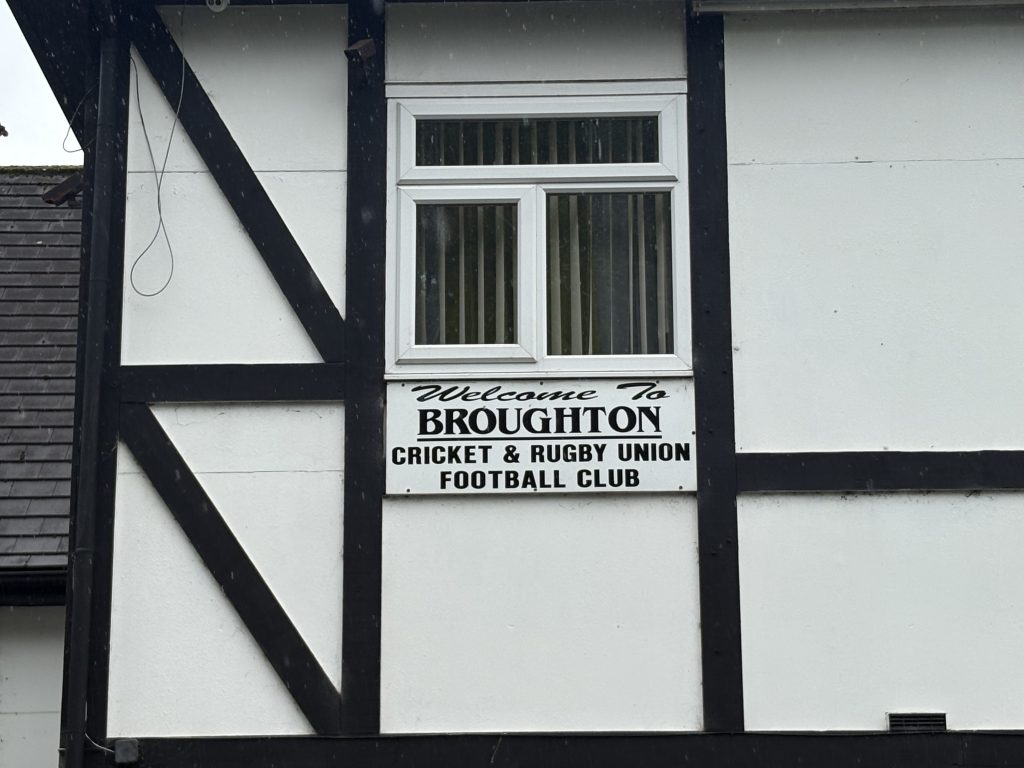 Welcome To
BROUGHTON
CRICKET & RUGBY UNION
FOOTBALL CLUB